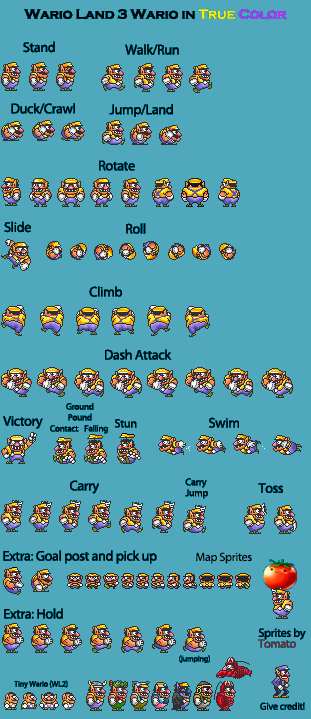 Wario Land 3 Wario in True Color
Stand
Walk/Run
Duck/Crawl
Jump/Land
Rotate
Slide
Roll
Climb
Dash Attack
Victory
Ground
Pound
Contact
Falling
Stun
Swim
Carry
Carry
Jump
Toss
Extra: Goal post and pick up
Map Sprites
Extra: Hold
(Jumping)
Sprites by
Tomato
Tiny Wario (WL2)
Give credit!